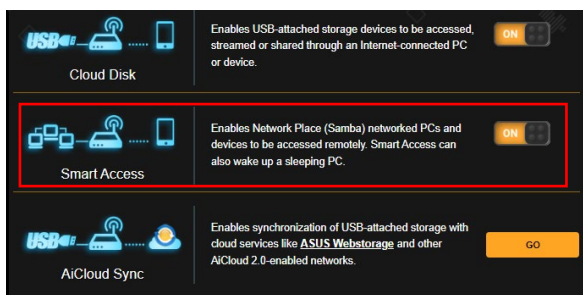 USB
Cloud Disk
Enables USB-attached storage devices to be accessed,
streamed or shared through an Internet-connected PC
or device.
ON
Smart Access
Enables Network Place (Samba) networked PCs and
devices to be accessed remotely. Smart Access can
also wake up a sleeping PC.
ON
USB
AiCloud Sync
Enables synchronization of USB-attached storage with
cloud services like ASUS Webstorage and other
AiCloud 2.0-enabled networks.
GO